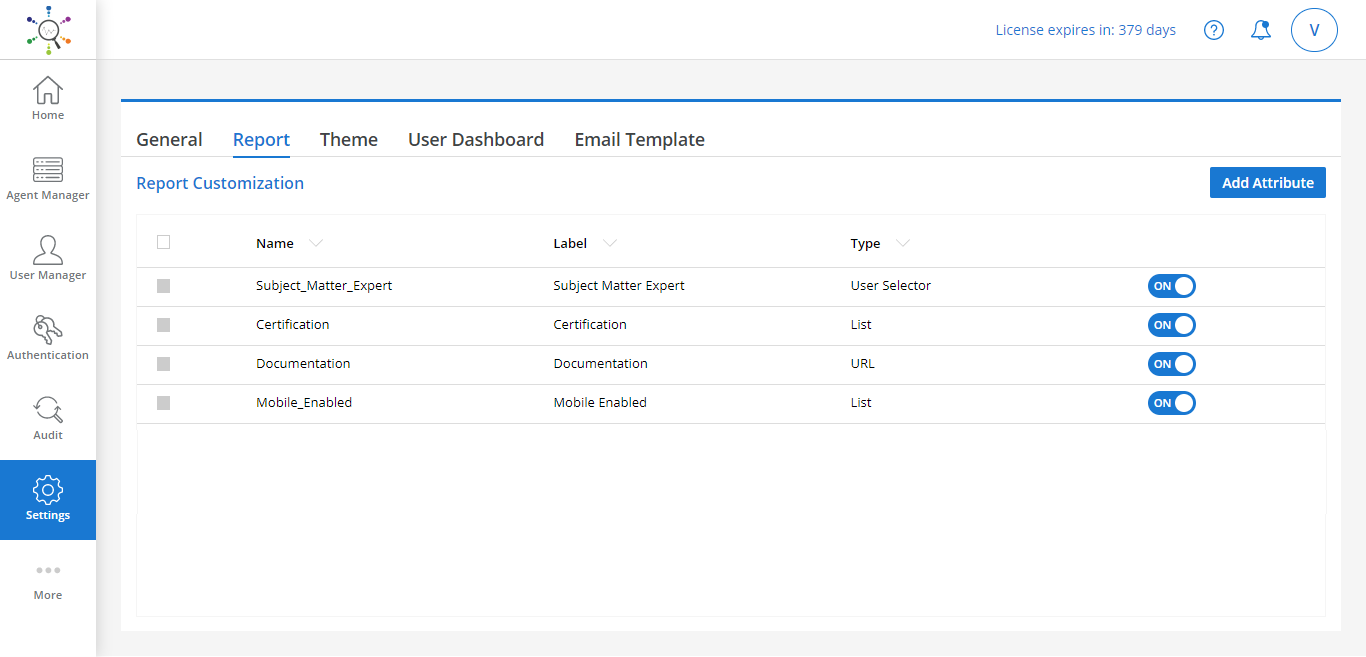 License expires in: 379 days
?
V
Home
Agent Manager
User Manager
Authentication
Audit
Settings
More
General Report Theme User Dashboard Email Template
Report Customization
Add Attribute
Name Label Type
Subject_Matter_Expert Subject Matter Expert User Selector ON
Certification Certification List ON
Documentation Documentation URL ON
Mobile_Enabled Mobile Enabled List ON